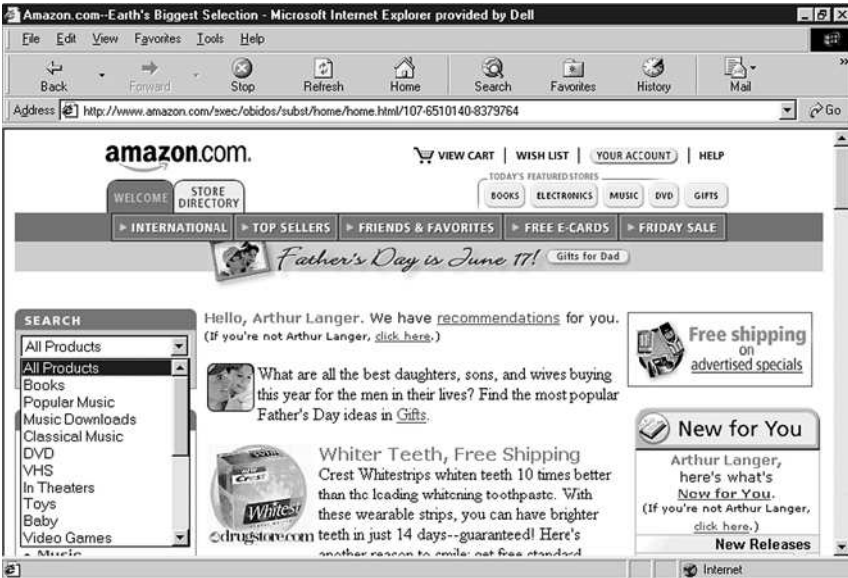 Amazon.com--Earth's Biggest Selection - Microsoft Internet Explorer provided by Dell
File Edit View Favorites Tools Help
Back Forward Stop Refresh Home Search Favorites History Mail
Address http://www.amazon.com/exec/obidos/subst/home/home.html/107-6510140-8379764 Go
amazon.com.
VIEW CART | WISH LIST | YOUR ACCOUNT | HELP
WELCOME STORE DIRECTORY
TODAY'S FEATURED STORES
BOOKS ELECTRONICS MUSIC DVD GIFTS
INTERNATIONAL TOP SELLERS FRIENDS & FAVORITES FREE E-CARDS FRIDAY SALE
Father's Day is June 17! Gifts for Dad
SEARCH
All Products
All Products
Books
Popular Music
Music Downloads
Classical Music
DVD
VHS
In Theaters
Toys
Baby
Video Games
Music
Hello, Arthur Langer. We have recommendations for you.
(If you're not Arthur Langer, click here.)
What are all the best daughters, sons, and wives buying
this year for the men in their lives? Find the most popular
Father's Day ideas in Gifts.
Whiter Teeth, Free Shipping
Crest Whitestrips whiten teeth 10 times better
than the leading whitening toothpaste. With
these wearable strips, you can have brighter
teeth in just 14 days--guaranteed! Here's
another reason to smile: get free standard
Crest
Whitest
drugstore.com
Free shipping
on
advertised specials
New for You
Arthur Langer,
here's what's
New for You.
(If you're not Arthur Langer,
click here.)
New Releases
Internet